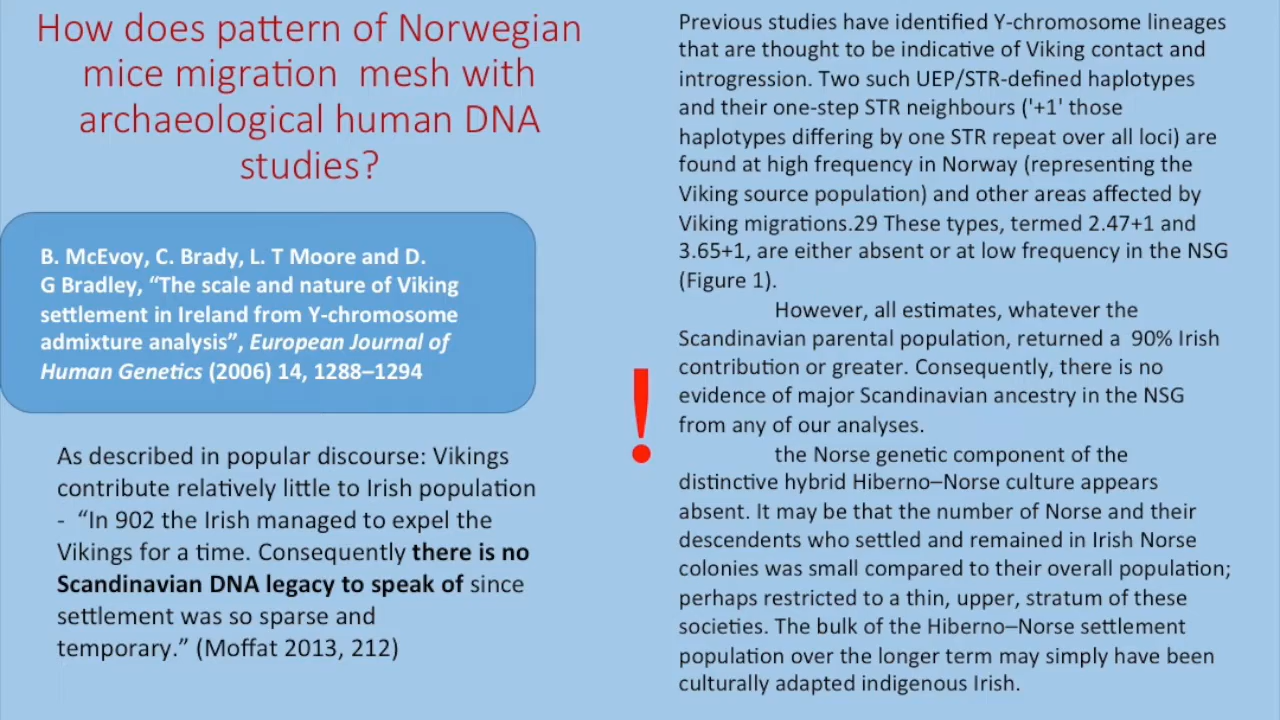 How does pattern of Norwegian
mice migration mesh with
archaeological human DNA
studies?
B. McEvoy, C. Brady, L. T Moore and D.
G Bradley, “The scale and nature of Viking
settlement in Ireland from Y-chromosome
admixture analysis”, European Journal of
Human Genetics (2006) 14, 1288–1294
As described in popular discourse: Vikings
contribute relatively little to Irish population
- “In 902 the Irish managed to expel the
Vikings for a time. Consequently there is no
Scandinavian DNA legacy to speak of since
settlement was so sparse and
temporary.” (Moffat 2013, 212)
!
Previous studies have identified Y-chromosome lineages
that are thought to be indicative of Viking contact and
introgression. Two such UEP/STR-defined haplotypes
and their one-step STR neighbours ('+1' those
haplotypes differing by one STR repeat over all loci) are
found at high frequency in Norway (representing the
Viking source population) and other areas affected by
Viking migrations.29 These types, termed 2.47+1 and
3.65+1, are either absent or at low frequency in the NSG
(Figure 1).
However, all estimates, whatever the
Scandinavian parental population, returned a 90% Irish
contribution or greater. Consequently, there is no
evidence of major Scandinavian ancestry in the NSG
from any of our analyses.
the Norse genetic component of the
distinctive hybrid Hiberno–Norse culture appears
absent. It may be that the number of Norse and their
descendents who settled and remained in Irish Norse
colonies was small compared to their overall population;
perhaps restricted to a thin, upper, stratum of these
societies. The bulk of the Hiberno–Norse settlement
population over the longer term may simply have been
culturally adapted indigenous Irish.